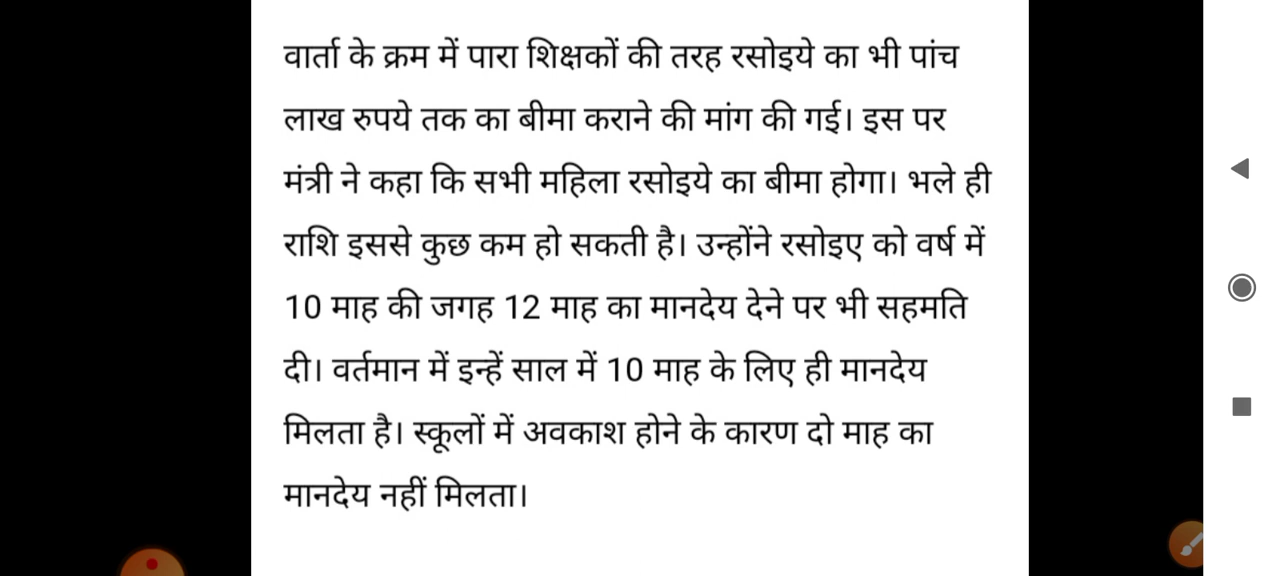 वार्ता के क्रम में पारा शिक्षकों की तरह रसोइये का भी पांच
लाख रुपये तक का बीमा कराने की मांग की गई। इस पर
मंत्री ने कहा कि सभी महिला रसोइये का बीमा होगा। भले ही
राशि इससे कुछ कम हो सकती है। उन्होंने रसोइए को वर्ष में
10 माह की जगह 12 माह का मानदेय देने पर भी सहमति
दी। वर्तमान में इन्हें साल में 10 माह के लिए ही मानदेय
मिलता है। स्कूलों में अवकाश होने के कारण दो माह का
मानदेय नहीं मिलता।